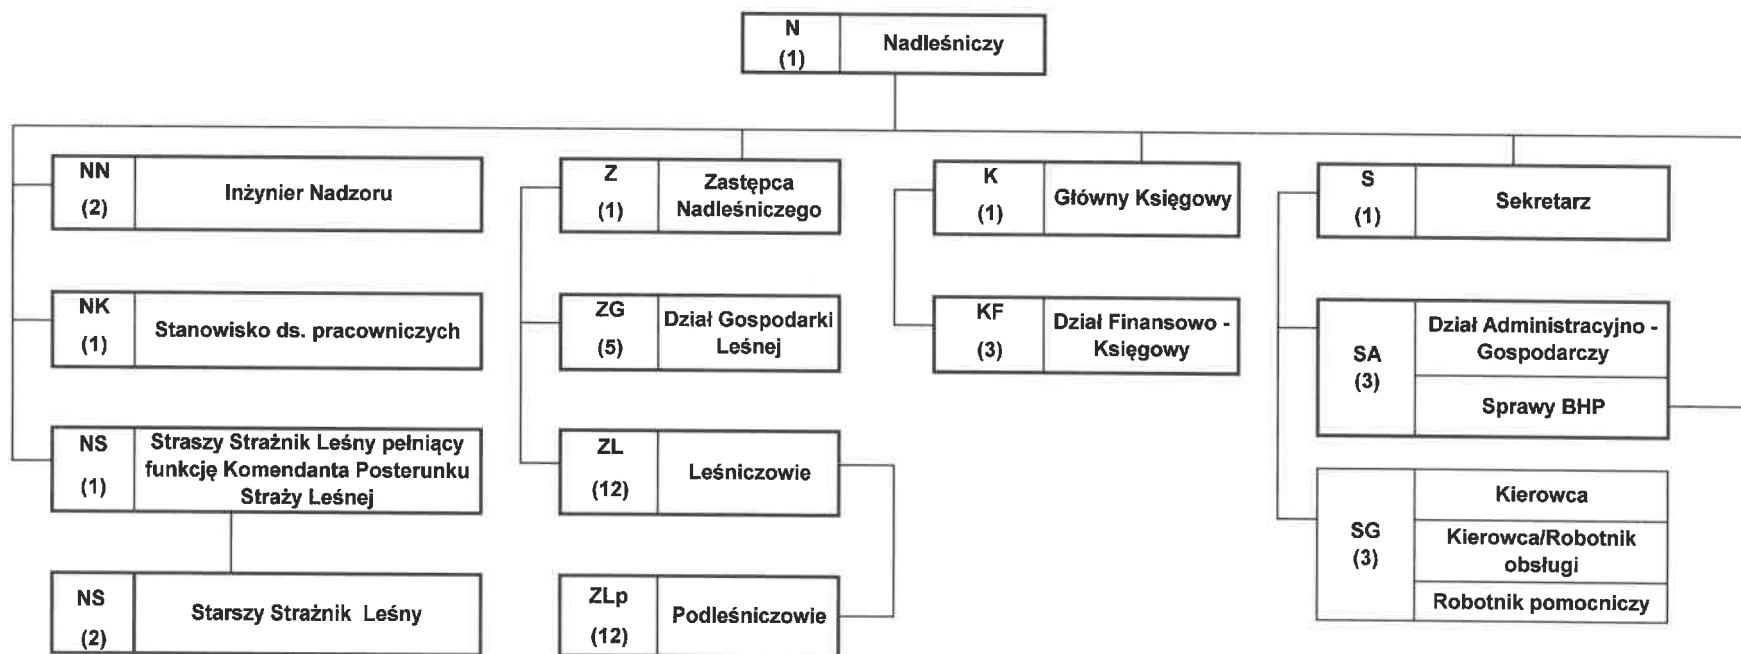 N
(1)
Nadleśniczy
NN
(2)
Inżynier Nadzoru
Z
(1)
Zastępca
Nadleśniczego
K
(1)
Główny Księgowy
S
(1)
Sekretarz
NK
(1)
Stanowisko ds. pracowniczych
ZG
(5)
Dział Gospodarki
Leśnej
KF
(3)
Dział Finansowo -
Księgowy
SA
(3)
Dział Administracyjno -
Gospodarczy
Sprawy BHP
NS
(1)
Straszy Strażnik Leśny pełniący
funkcję Komendanta Posterunku
Straży Leśnej
ZL
(12)
Leśniczowie
SG
(3)
Kierowca
Kierowca/Robotnik
obsługi
Robotnik pomocniczy
NS
(2)
Starszy Strażnik Leśny
ZLp
(12)
Podleśniczowie